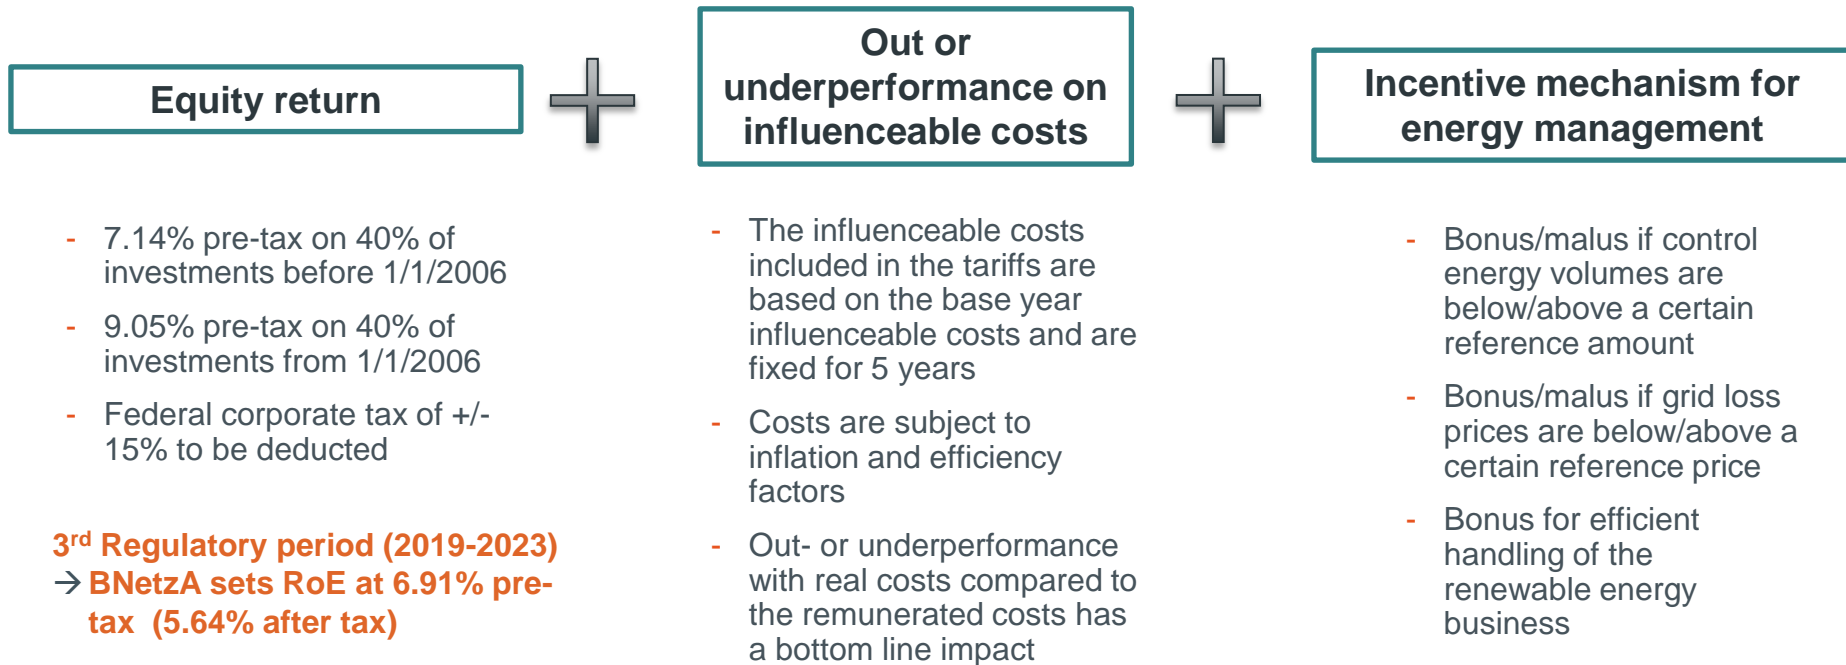 Equity return
- 7.14% pre-tax on 40% of
investments before 1/1/2006
- 9.05% pre-tax on 40% of
investments from 1/1/2006
- Federal corporate tax of +/-
15% to be deducted
3rd Regulatory period (2019-2023)
→ BNetzA sets RoE at 6.91% pre-
tax (5.64% after tax)
Out or
underperformance on
influenceable costs
- The influenceable costs
included in the tariffs are
based on the base year
influenceable costs and are
fixed for 5 years
- Costs are subject to
inflation and efficiency
factors
- Out- or underperformance
with real costs compared to
the remunerated costs has
a bottom line impact
Incentive mechanism for
energy management
- Bonus/malus if control
energy volumes are
below/above a certain
reference amount
- Bonus/malus if grid loss
prices are below/above a
certain reference price
- Bonus for efficient
handling of the
renewable energy
business